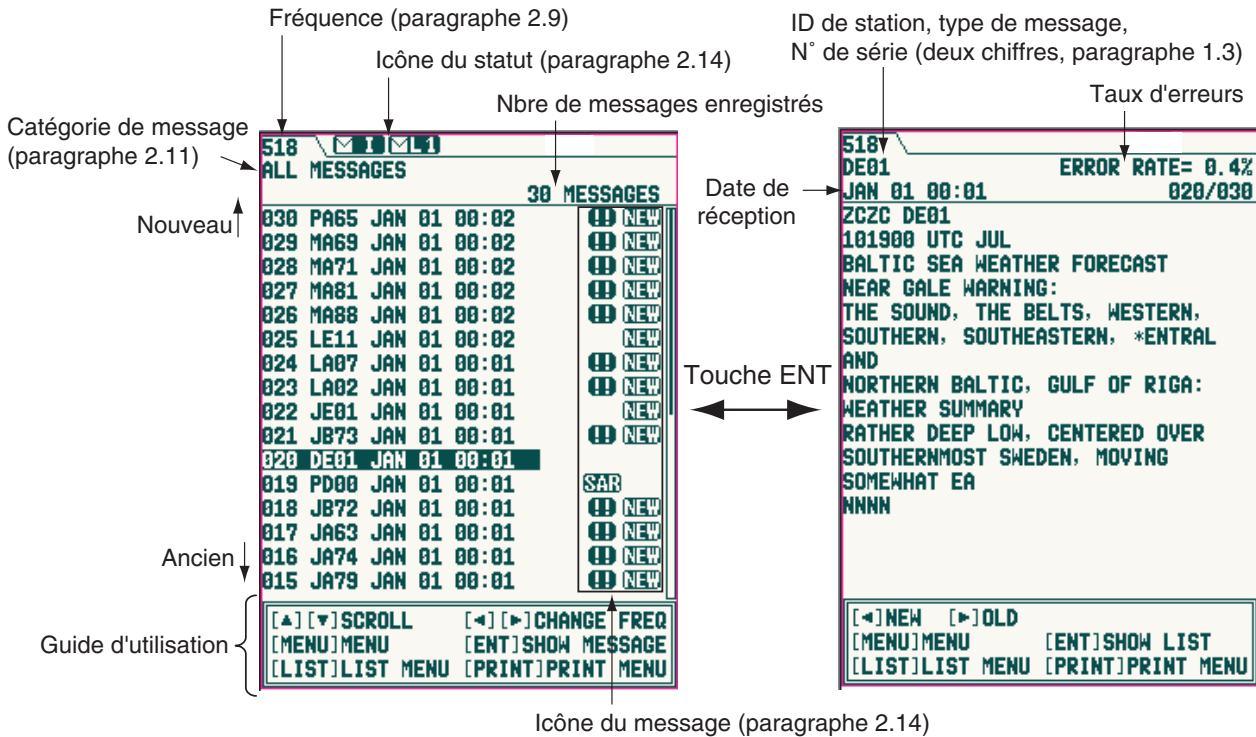 Fréquence (paragraphe 2.9)
Icône du statut (paragraphe 2.14)
Nbre de messages enregistrés
Catégorie de message
(paragraphe 2.11)
Nouveau
Ancien
Guide d'utilisation
518 I L1
ALL MESSAGES
30 MESSAGES
030 PA65 JAN 01 00:02 !! NEW
029 MA69 JAN 01 00:02 !! NEW
028 MA71 JAN 01 00:02 !! NEW
027 MA81 JAN 01 00:02 !! NEW
026 MA88 JAN 01 00:02 !! NEW
025 LE11 JAN 01 00:02 NEW
024 LA07 JAN 01 00:01 !! NEW
023 LA02 JAN 01 00:01 !! NEW
022 JE01 JAN 01 00:01 NEW
021 JB73 JAN 01 00:01 !! NEW
020 DE01 JAN 01 00:01
019 PD00 JAN 01 00:01 SAR
018 JB72 JAN 01 00:01 !! NEW
017 JA63 JAN 01 00:01 !! NEW
016 JA74 JAN 01 00:01 !! NEW
015 JA79 JAN 01 00:01 !! NEW
[▲][▼]SCROLL [◄][►]CHANGE FREQ
[MENU]MENU [ENT]SHOW MESSAGE
[LIST]LIST MENU [PRINT]PRINT MENU
Icône du message (paragraphe 2.14)
Touche ENT
ID de station, type de message,
N˚ de série (deux chiffres, paragraphe 1.3)
Taux d'erreurs
Date de
réception
518
DE01 ERROR RATE= 0.4%
JAN 01 00:01 020/030
ZCZC DE01
101900 UTC JUL
BALTIC SEA WEATHER FORECAST
NEAR GALE WARNING:
THE SOUND, THE BELTS, WESTERN,
SOUTHERN, SOUTHEASTERN, *ENTRAL
AND
NORTHERN BALTIC, GULF OF RIGA:
WEATHER SUMMARY
RATHER DEEP LOW, CENTERED OVER
SOUTHERNMOST SWEDEN, MOVING
SOMEWHAT EA
NNNN
[◄]NEW [►]OLD
[MENU]MENU [ENT]SHOW LIST
[LIST]LIST MENU [PRINT]PRINT MENU